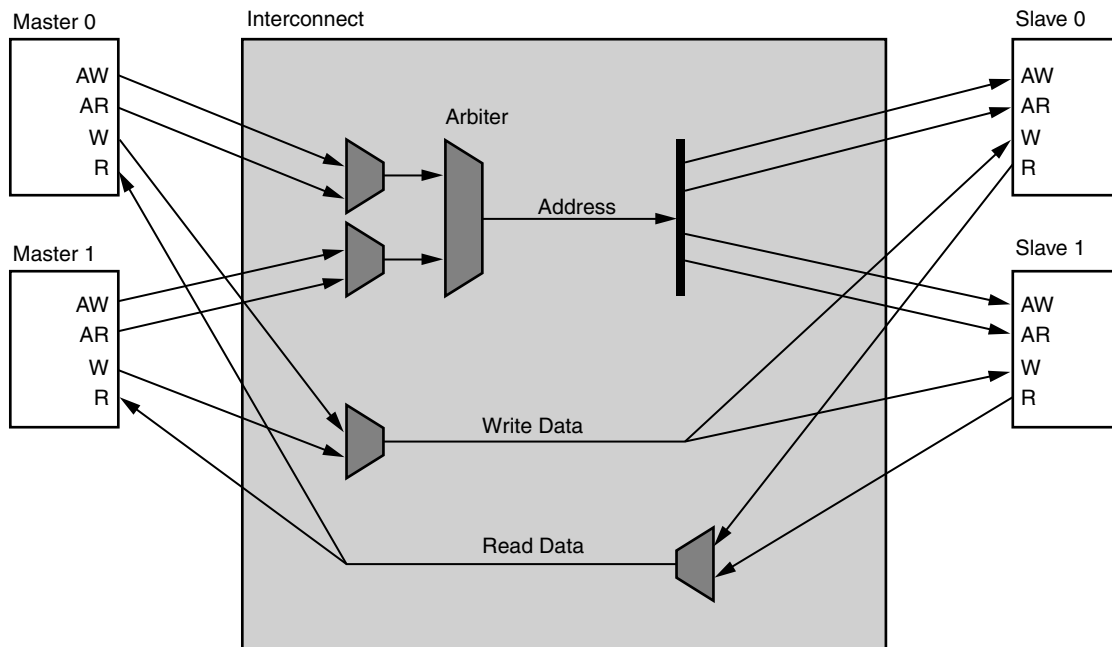 Master 0
Interconnect
Slave 0
AW
AR
W
R
Arbiter
Address
AW
AR
W
R
Master 1
Slave 1
AW
AR
W
R
AW
AR
W
R
Write Data
Read Data